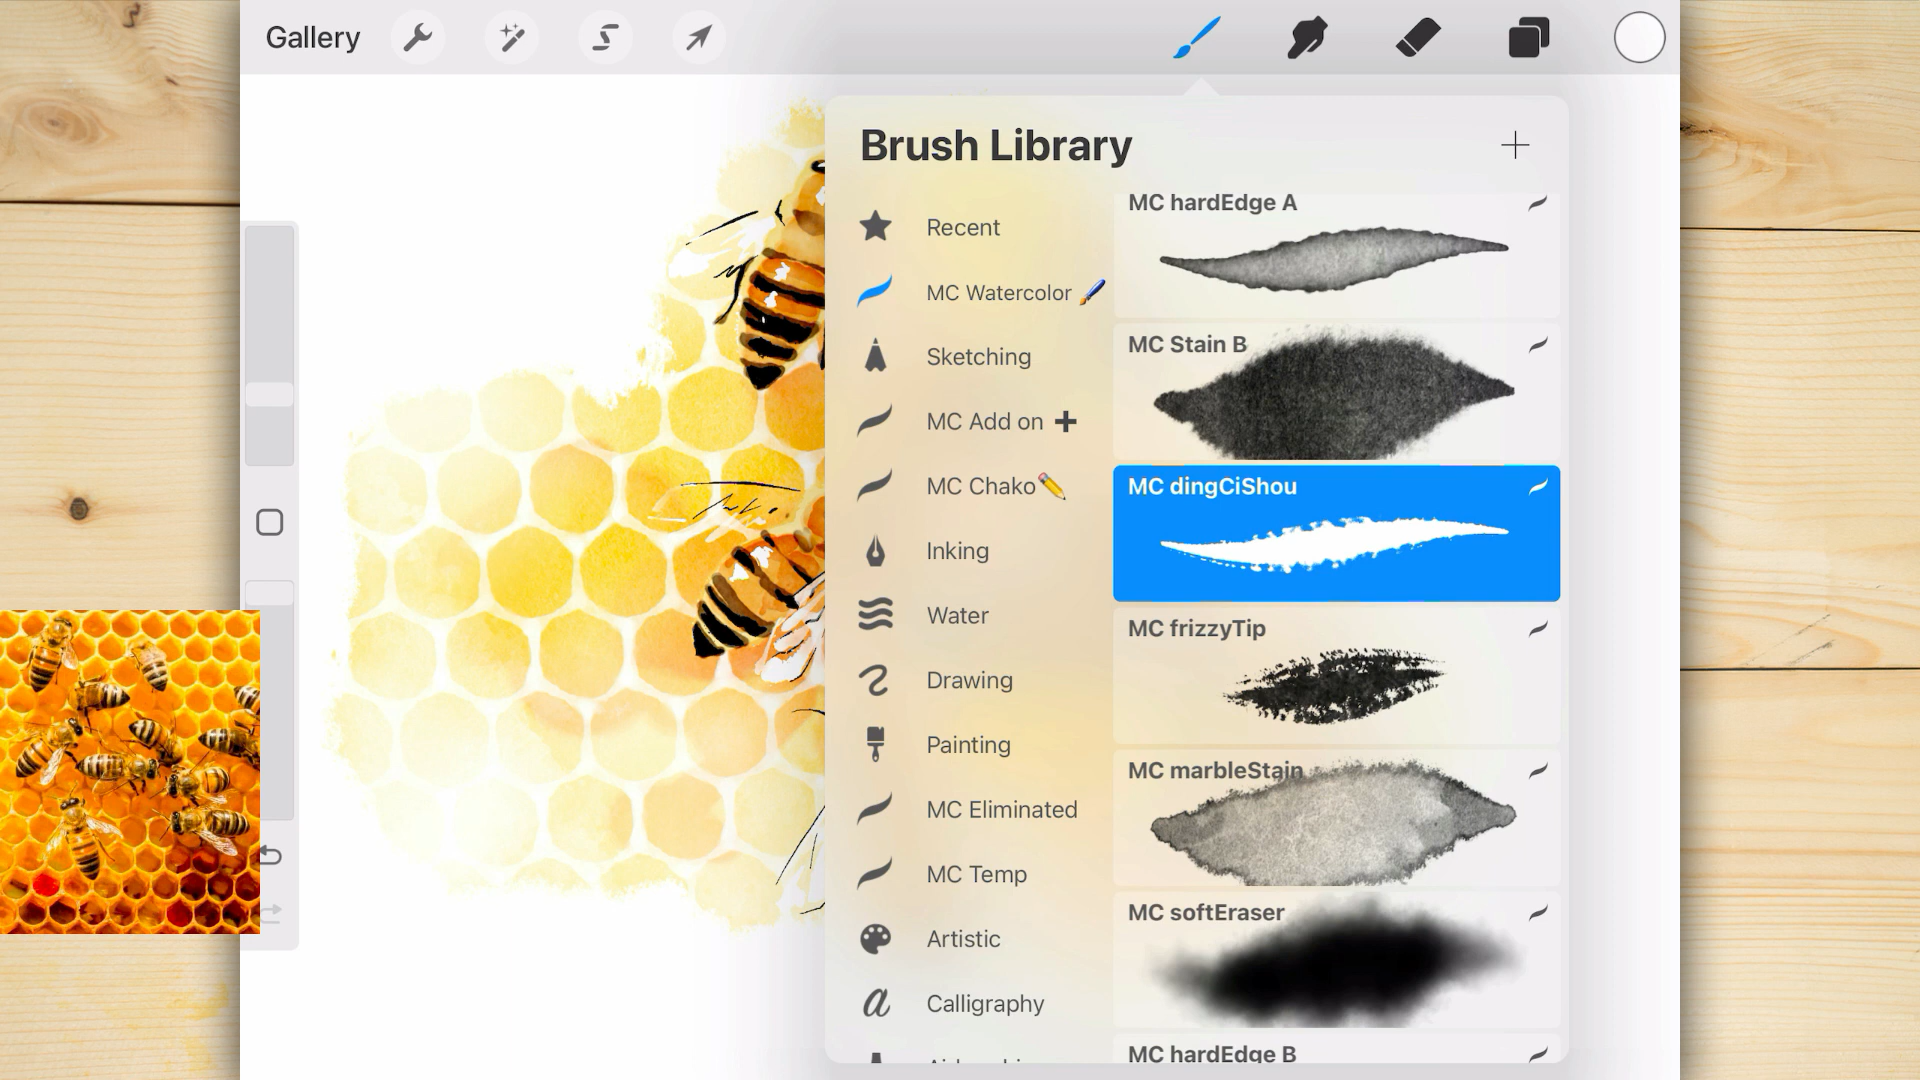 Gallery
Brush Library
Recent
MC Watercolor
Sketching
MC Add on
MC Chako
Inking
Water
Drawing
Painting
MC Eliminated
MC Temp
Artistic
Calligraphy
MC hardEdge A
MC Stain B
MC dingCiShou
MC frizzyTip
MC marbleStain
MC softEraser
MC hardEdge B